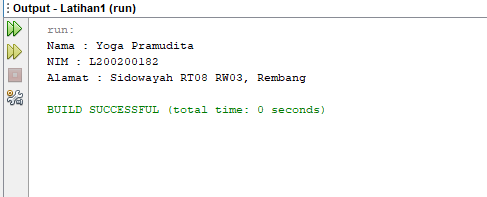 Output - Latihan1 (run)
run:
Nama : Yoga Pramudita
NIM : L200200182
Alamat : Sidowayah RT08 RW03, Rembang
BUILD SUCCESSFUL (total time: 0 seconds)